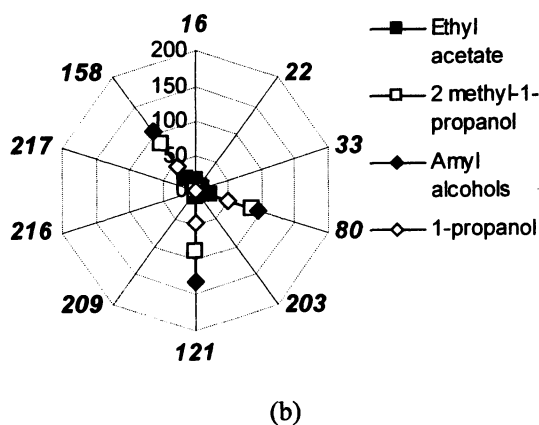 16
22
33
80
203
121
209
216
217
158
200
150
100
50
0
Ethyl
acetate
2 methyl-1-
propanol
Amyl
alcohols
1-propanol
(b)